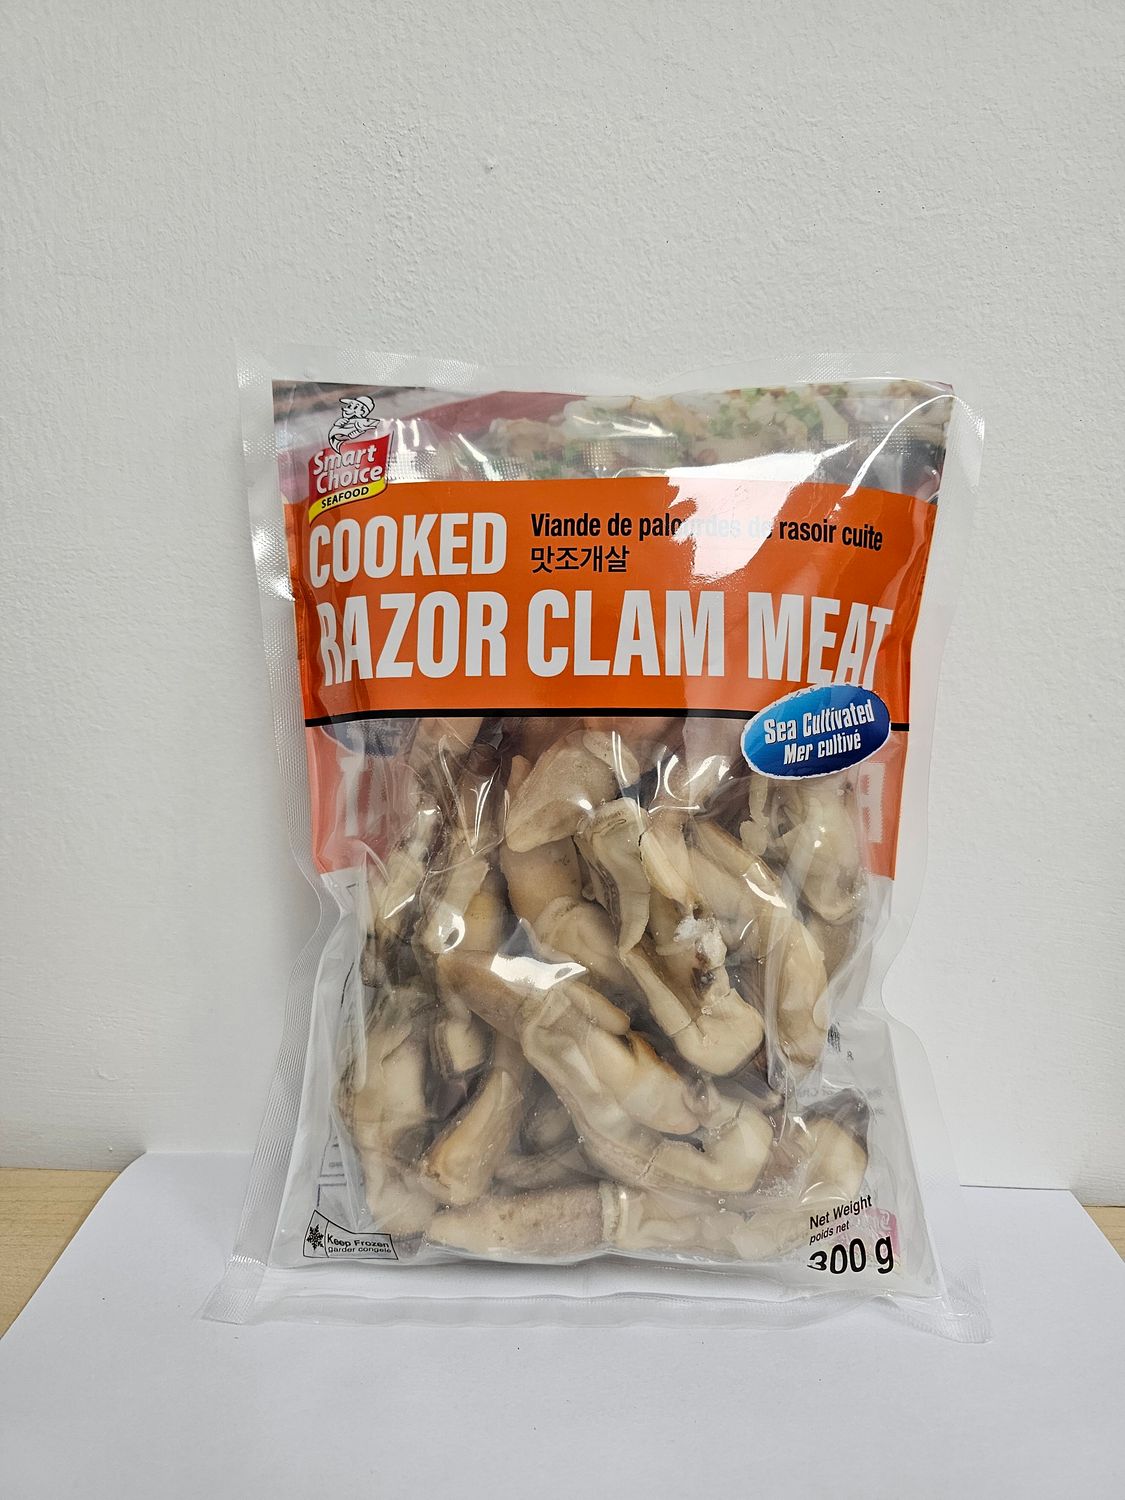 Smart
Choice
SEAFOOD
COOKED
Viande de palourdes de rasoir cuite
맛조개살
RAZOR CLAM MEAT
Sea Cultivated
Mer cultivé
Keep Frozen
garder congelé
Net Weight
poids net
300 g